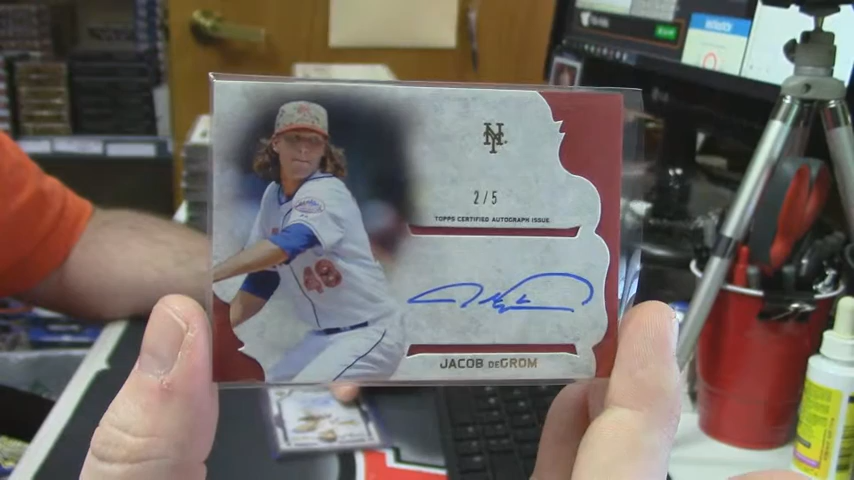 NY
2/5
TOPPS CERTIFIED AUTOGRAPH ISSUE
48
JACOB deGROM